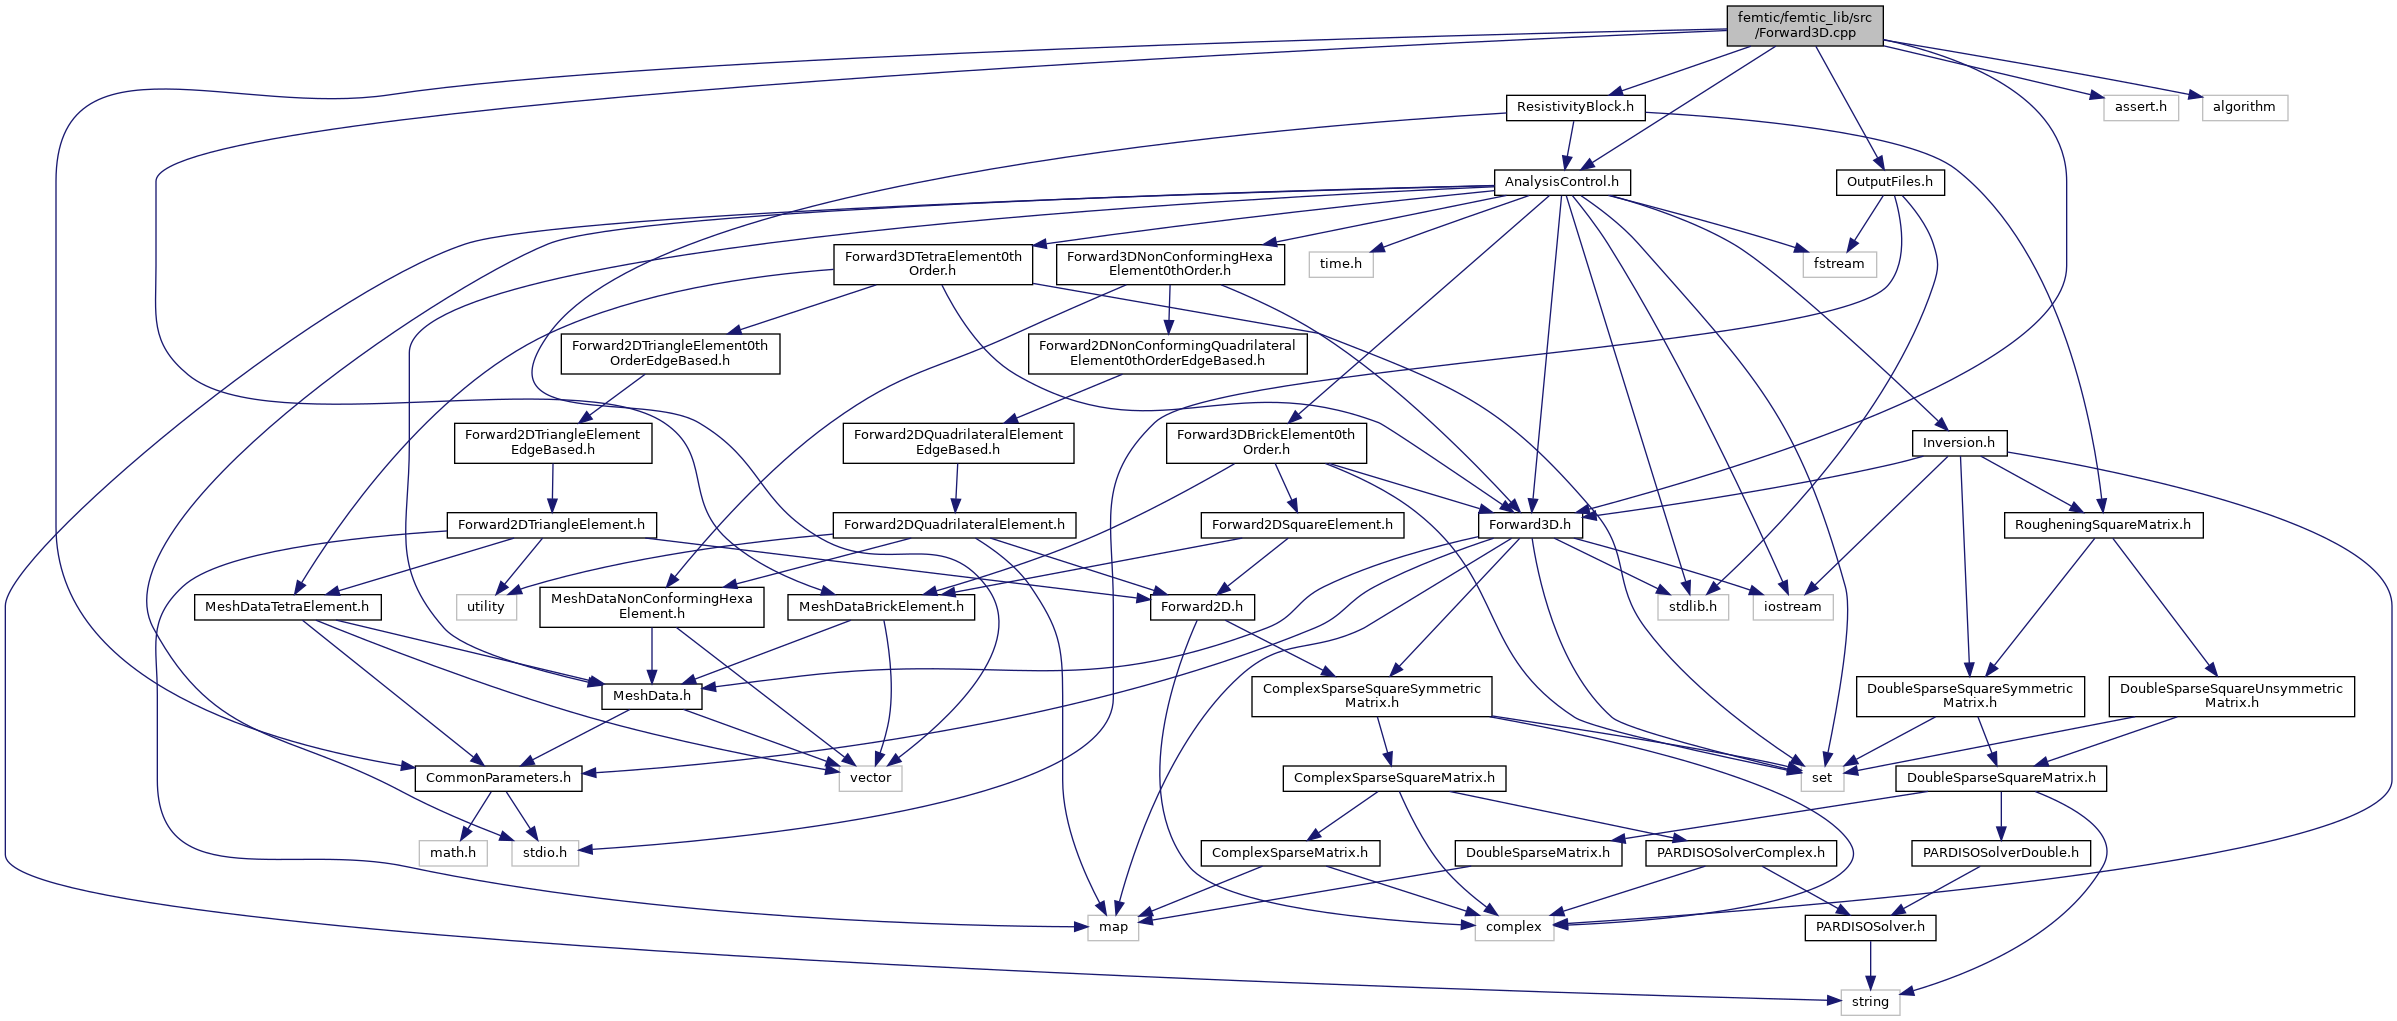 femtic/femtic_lib/src
/Forward3D.cpp
ResistivityBlock.h
assert.h
algorithm
AnalysisControl.h
OutputFiles.h
Forward3DTetraElement0th
Order.h
Forward3DNonConformingHexa
Element0thOrder.h
time.h
fstream
Forward2DTriangleElement0th
OrderEdgeBased.h
Forward2DNonConformingQuadrilateral
Element0thOrderEdgeBased.h
Forward2DTriangleElement
EdgeBased.h
Forward2DQuadrilateralElement
EdgeBased.h
Forward3DBrickElement0th
Order.h
Inversion.h
Forward2DTriangleElement.h
Forward2DQuadrilateralElement.h
Forward2DSquareElement.h
Forward3D.h
RougheningSquareMatrix.h
MeshDataTetraElement.h
utility
MeshDataNonConformingHexa
Element.h
MeshDataBrickElement.h
Forward2D.h
stdlib.h
iostream
MeshData.h
ComplexSparseSquareSymmetric
Matrix.h
DoubleSparseSquareSymmetric
Matrix.h
DoubleSparseSquareUnsymmetric
Matrix.h
CommonParameters.h
vector
ComplexSparseSquareMatrix.h
set
DoubleSparseSquareMatrix.h
math.h
stdio.h
ComplexSparseMatrix.h
DoubleSparseMatrix.h
PARDISOSolverComplex.h
PARDISOSolverDouble.h
map
complex
PARDISOSolver.h
string